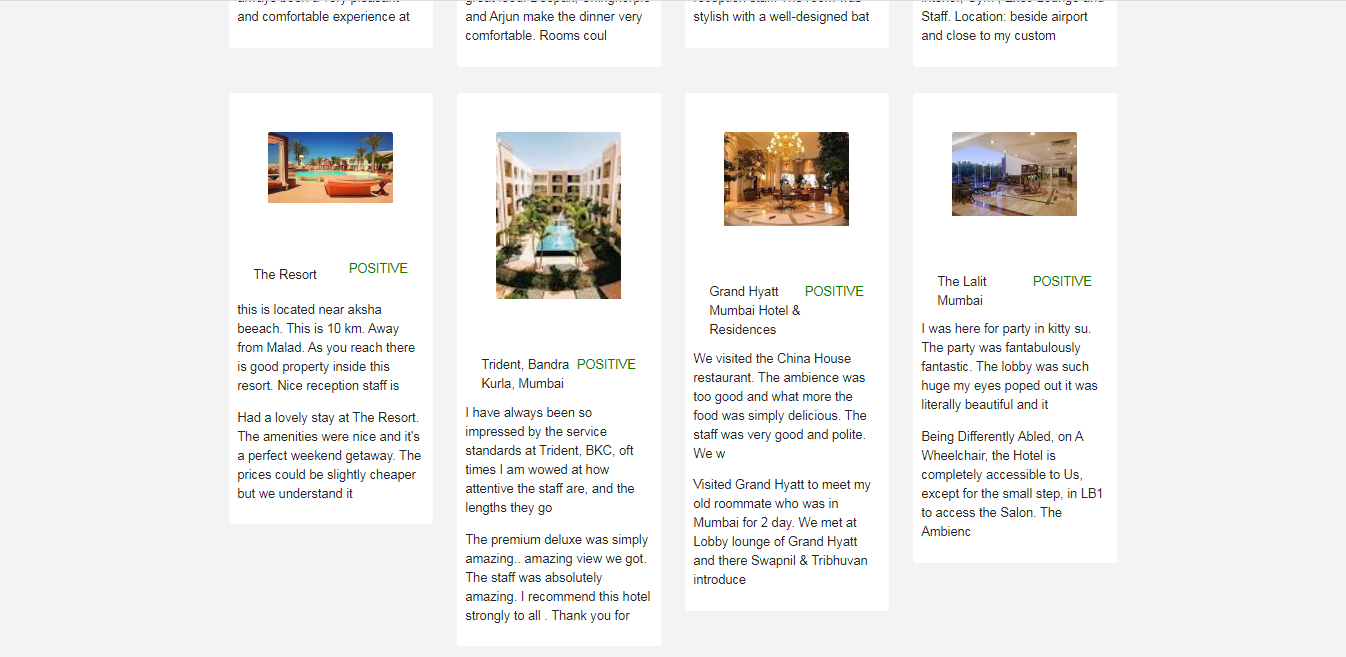 and comfortable experience at
and Arjun make the dinner very
comfortable. Rooms coul
stylish with a well-designed bat
Staff. Location: beside airport
and close to my custom
The Resort
POSITIVE
this is located near aksha
beeach. This is 10 km. Away
from Malad. As you reach there
is good property inside this
resort. Nice reception staff is
Had a lovely stay at The Resort.
The amenities were nice and it's
a perfect weekend getaway. The
prices could be slightly cheaper
but we understand it
Trident, Bandra
Kurla, Mumbai
POSITIVE
I have always been so
impressed by the service
standards at Trident, BKC, oft
times I am wowed at how
attentive the staff are, and the
lengths they go
The premium deluxe was simply
amazing.. amazing view we got.
The staff was absolutely
amazing. I recommend this hotel
strongly to all . Thank you for
Grand Hyatt
Mumbai Hotel &
Residences
POSITIVE
We visited the China House
restaurant. The ambience was
too good and what more the
food was simply delicious. The
staff was very good and polite.
We w
Visited Grand Hyatt to meet my
old roommate who was in
Mumbai for 2 day. We met at
Lobby lounge of Grand Hyatt
and there Swapnil & Tribhuvan
introduce
The Lalit
Mumbai
POSITIVE
I was here for party in kitty su.
The party was fantabulously
fantastic. The lobby was such
huge my eyes poped out it was
literally beautiful and it
Being Differently Abled, on A
Wheelchair, the Hotel is
completely accessible to Us,
except for the small step, in LB1
to access the Salon. The
Ambienc